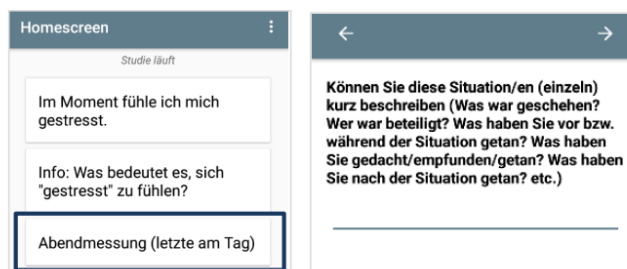 Homescreen
Studie läuft
Im Moment fühle ich mich
gestresst.
Info: Was bedeutet es, sich
"gestresst" zu fühlen?
Abendmessung (letzte am Tag)
Können Sie diese Situation/en (einzeln)
kurz beschreiben (Was war geschehen?
Wer war beteiligt? Was haben Sie vor bzw.
während der Situation getan? Was haben
Sie gedacht/empfunden/getan? Was haben
Sie nach der Situation getan? etc.)